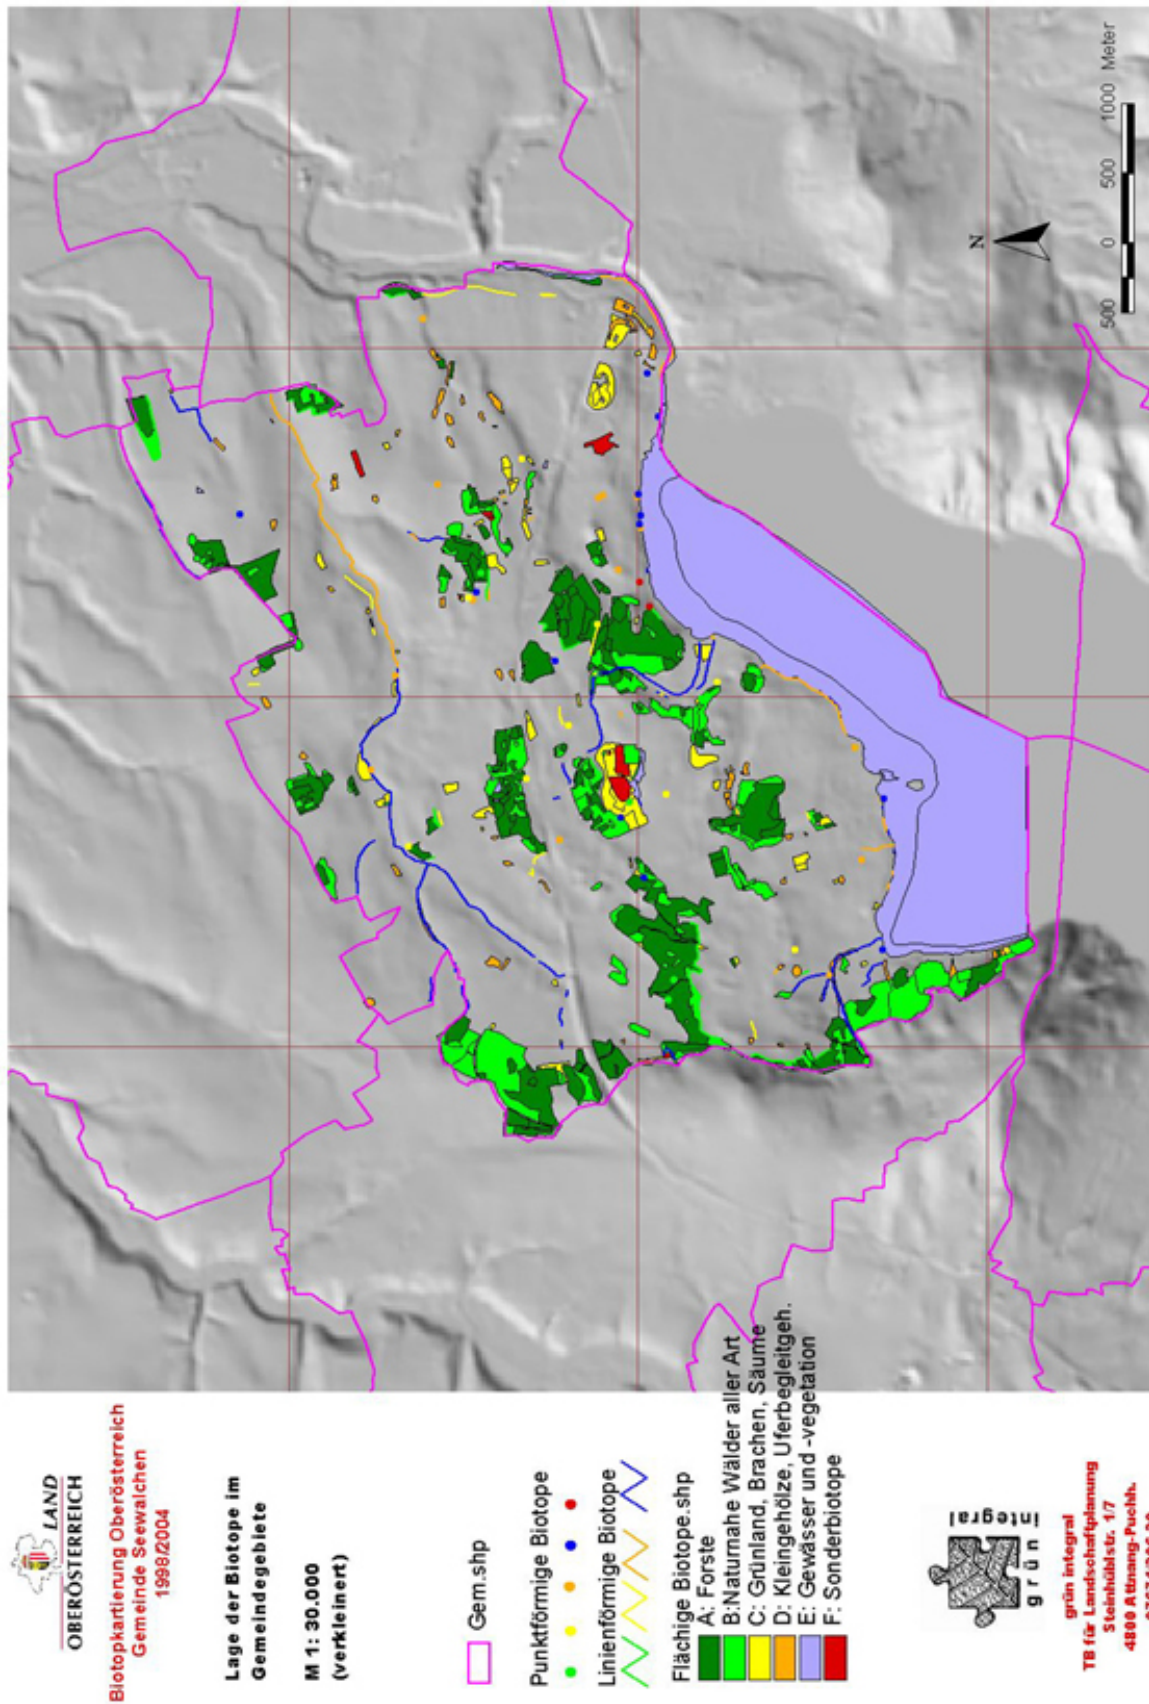 LAND
OBERÖSTERREICH
Biotopkartierung Oberösterreich
Gemeinde Seewalchen
1998/2004
Lage der Biotope im
Gemeindegebiete
M 1: 30.000
(verkleinert)
Gem.shp
Punktförmige Biotope
Linienförmige Biotope
Flächige Biotope.shp
A: Forste
B:Naturnahe Wälder aller Art
C: Grünland, Brachen, Säume
D: Kleingehölze, Uferbegleitgeh.
E: Gewässer und -vegetation
F: Sonderbiotope
grün
integral
grün integral
TB für Landschaftplanung
Steinhüblstr. 1/7
4800 Attnang-Puchh.
N
500 0 500 1000 Meter